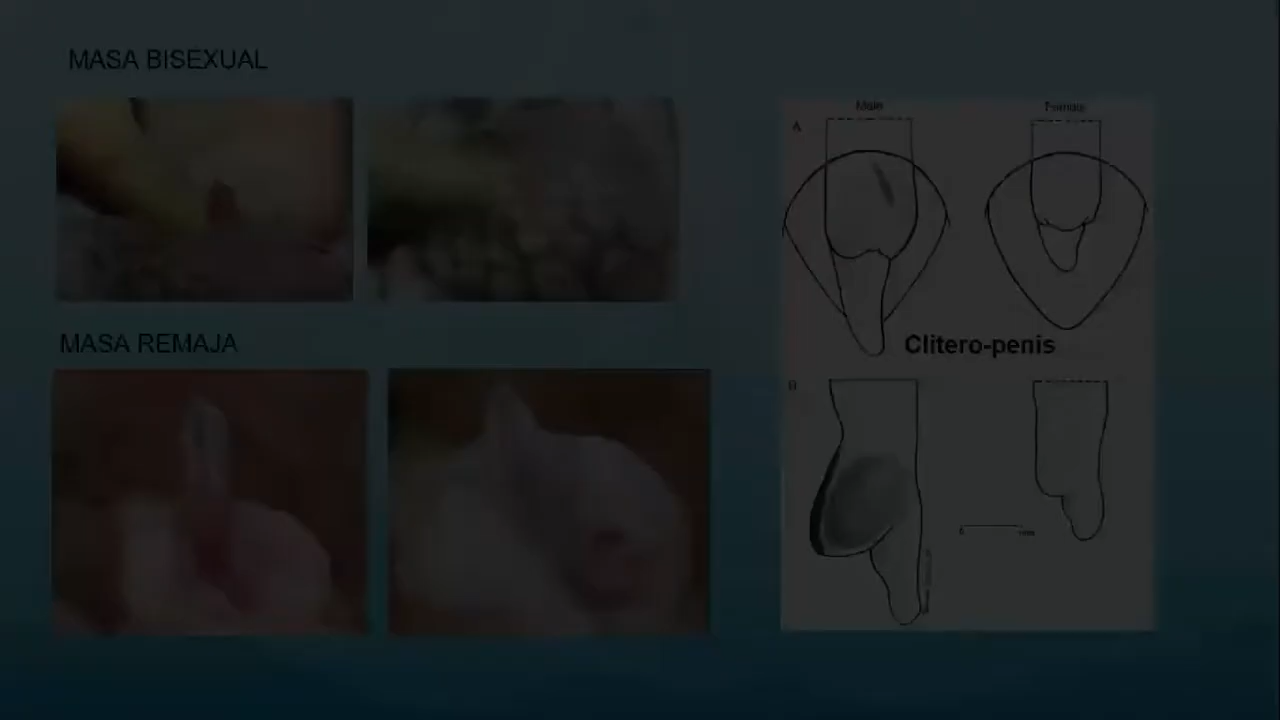 MASA BISEXUAL
Male
Female
A
MASA REMAJA
Clitero-penis
B